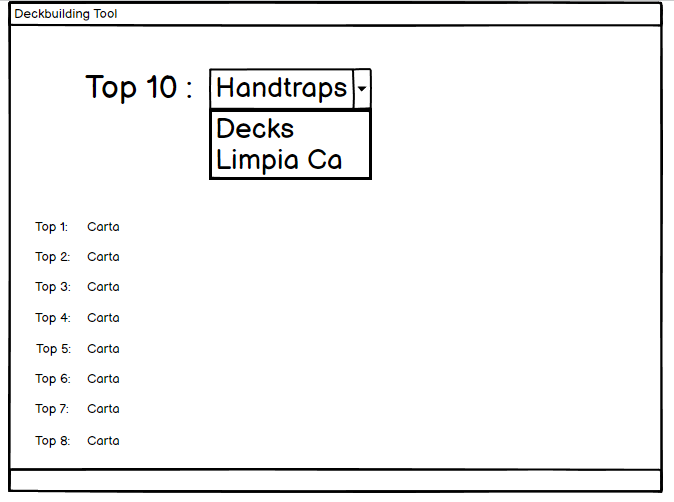 Deckbuilding Tool
Top 10 : Handtraps
Decks
Limpia Ca
Top 1: Carta
Top 2: Carta
Top 3: Carta
Top 4: Carta
Top 5: Carta
Top 6: Carta
Top 7: Carta
Top 8: Carta